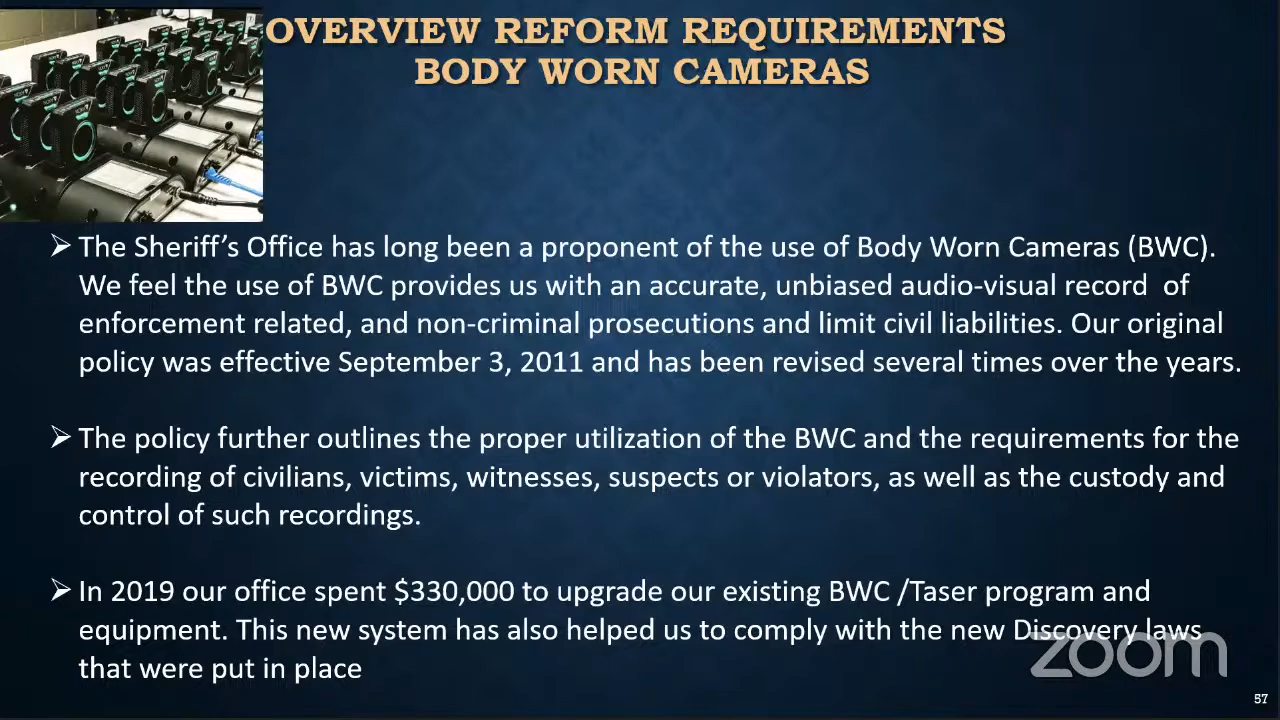 OVERVIEW REFORM REQUIREMENTS
BODY WORN CAMERAS
➢ The Sheriff’s Office has long been a proponent of the use of Body Worn Cameras (BWC).
We feel the use of BWC provides us with an accurate, unbiased audio-visual record of
enforcement related, and non-criminal prosecutions and limit civil liabilities. Our original
policy was effective September 3, 2011 and has been revised several times over the years.
➢ The policy further outlines the proper utilization of the BWC and the requirements for the
recording of civilians, victims, witnesses, suspects or violators, as well as the custody and
control of such recordings.
➢ In 2019 our office spent $330,000 to upgrade our existing BWC /Taser program and
equipment. This new system has also helped us to comply with the new Discovery laws
that were put in place
zoom
57